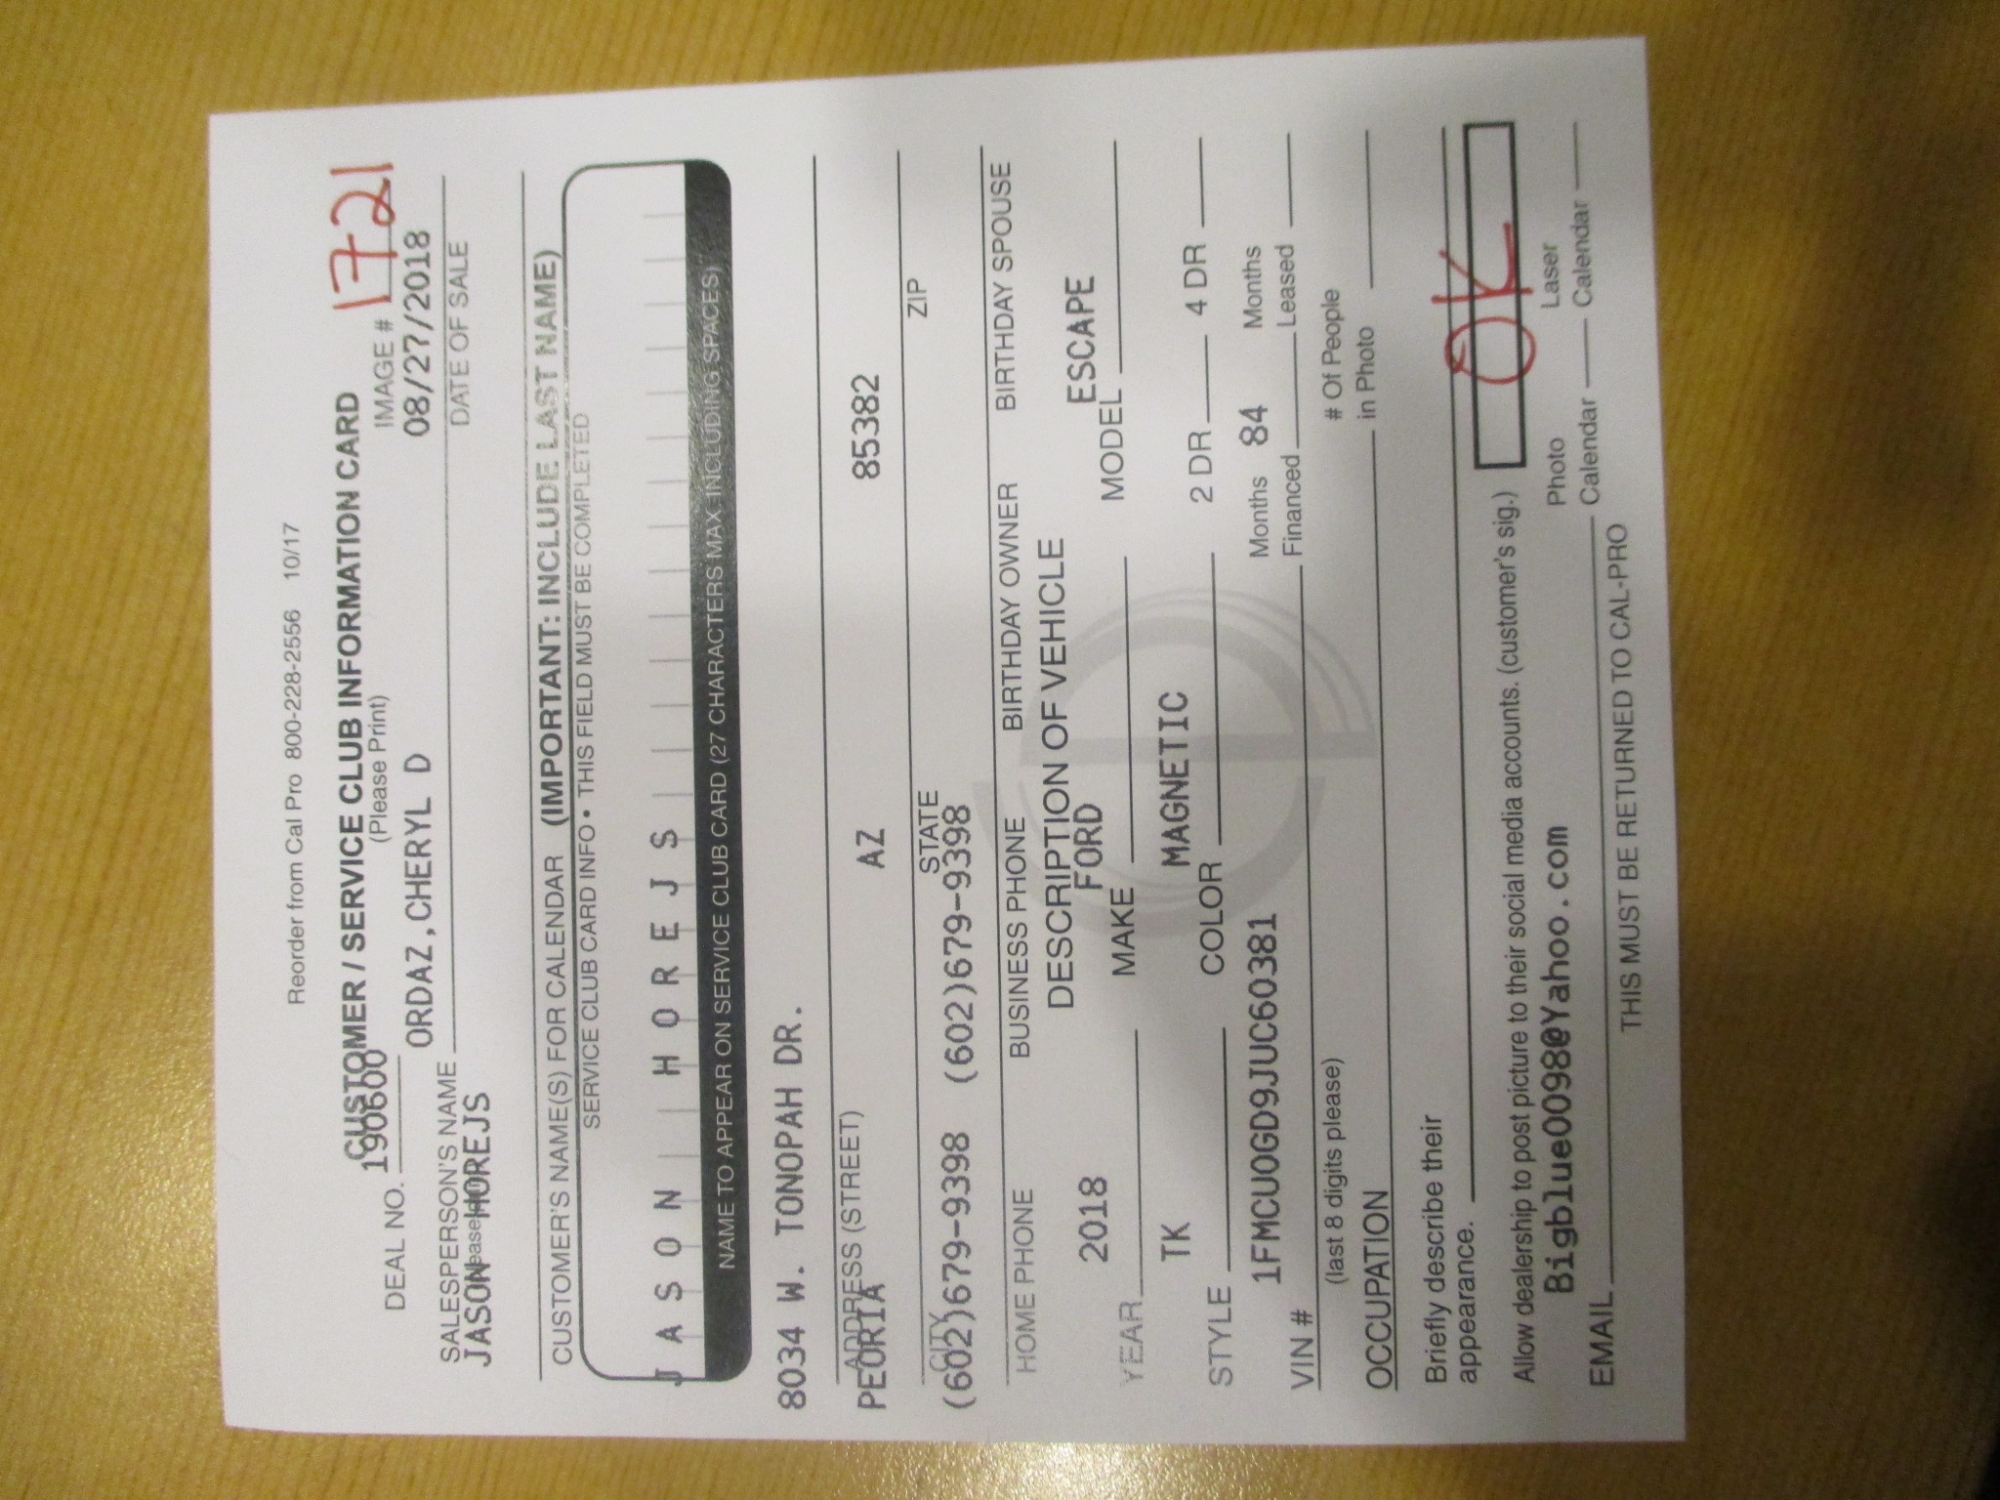 Reorder from Cal Pro 800-228-2556 10/17
CUSTOMER / SERVICE CLUB INFORMATION CARD
(Please Print)
DEAL NO. 190600 IMAGE # 1721
ORDAZ,CHERYL D 08/27/2018
SALESPERSON'S NAME DATE OF SALE
JASON HOREJS
CUSTOMER'S NAME(S) FOR CALENDAR (IMPORTANT: INCLUDE LAST NAME)
SERVICE CLUB CARD INFO • THIS FIELD MUST BE COMPLETED
JASON HOREJS
NAME TO APPEAR ON SERVICE CLUB CARD (27 CHARACTERS MAX. INCLUDING SPACES)
8034 W. TONOPAH DR.
ADDRESS (STREET)
PEORIA AZ 85382
CITY STATE ZIP
(602)679-9398 (602)679-9398
HOME PHONE BUSINESS PHONE BIRTHDAY OWNER BIRTHDAY SPOUSE
DESCRIPTION OF VEHICLE
YEAR 2018 MAKE FORD MODEL ESCAPE
STYLE TK COLOR MAGNETIC 2 DR 4 DR
VIN # 1FMCU0GD9JUC60381 Months Financed 84 Months Leased
(last 8 digits please)
OCCUPATION # Of People in Photo
Briefly describe their
appearance.
Allow dealership to post picture to their social media accounts. (customer's sig.) OK
EMAIL Bigblue0098@Yahoo.com Photo Calendar Laser Calendar
THIS MUST BE RETURNED TO CAL-PRO